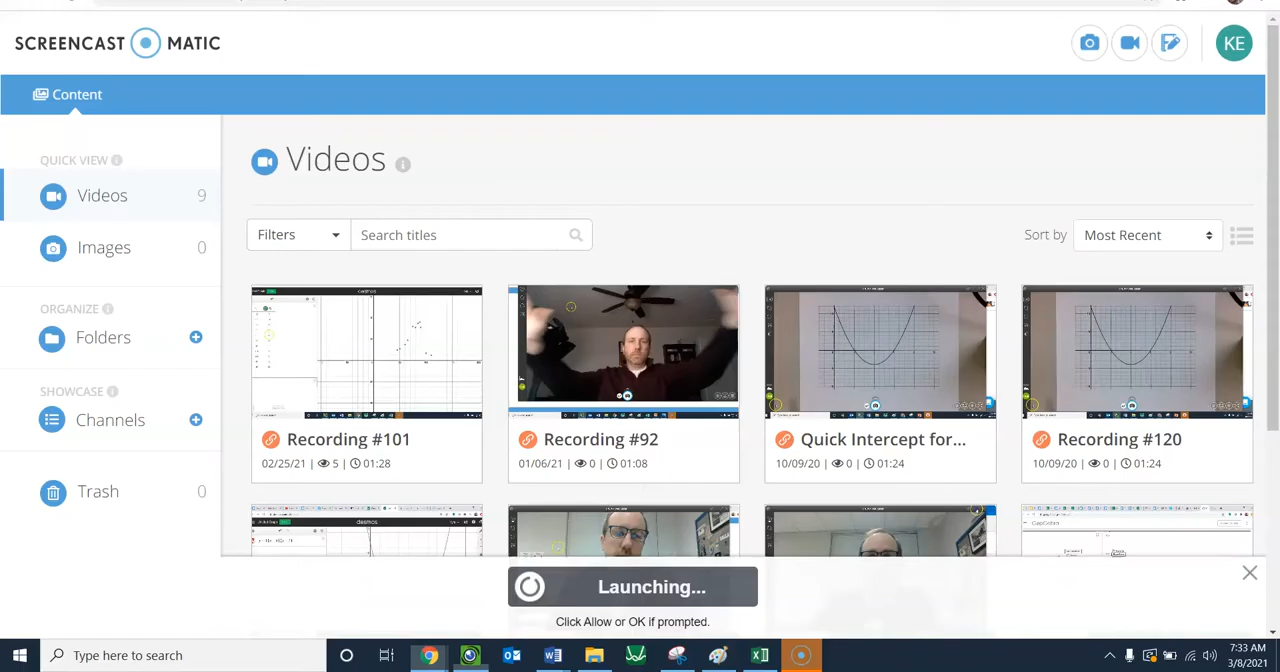 SCREENCAST MATIC
KE
Content
QUICK VIEW
Videos 9
Images 0
ORGANIZE
Folders
SHOWCASE
Channels
Trash 0
Videos
Filters
Search titles
Sort by
Most Recent
desmos
Recording #101
02/25/21 5 01:28
Recording #92
01/06/21 0 01:08
Quick Intercept for...
10/09/20 0 01:24
Recording #120
10/09/20 0 01:24
desmos
Launching...
Click Allow or OK if prompted.
Type here to search
7:33 AM
3/8/2021